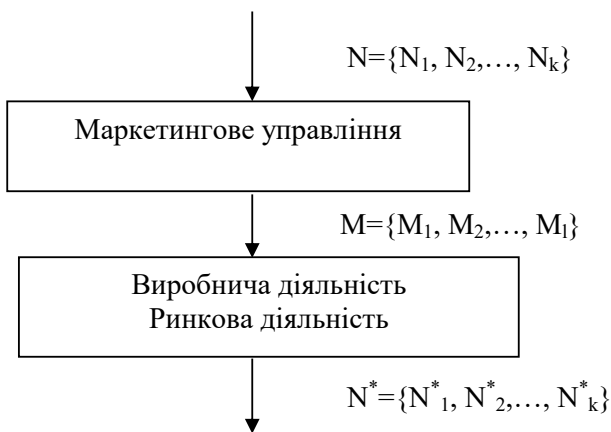 N={N₁, N₂,…, Nₖ}
Маркетингове управління
M={M₁, M₂,…, Mₗ}
Виробнича діяльність
Ринкова діяльність
N*={N*₁, N*₂,…, N*ₖ}